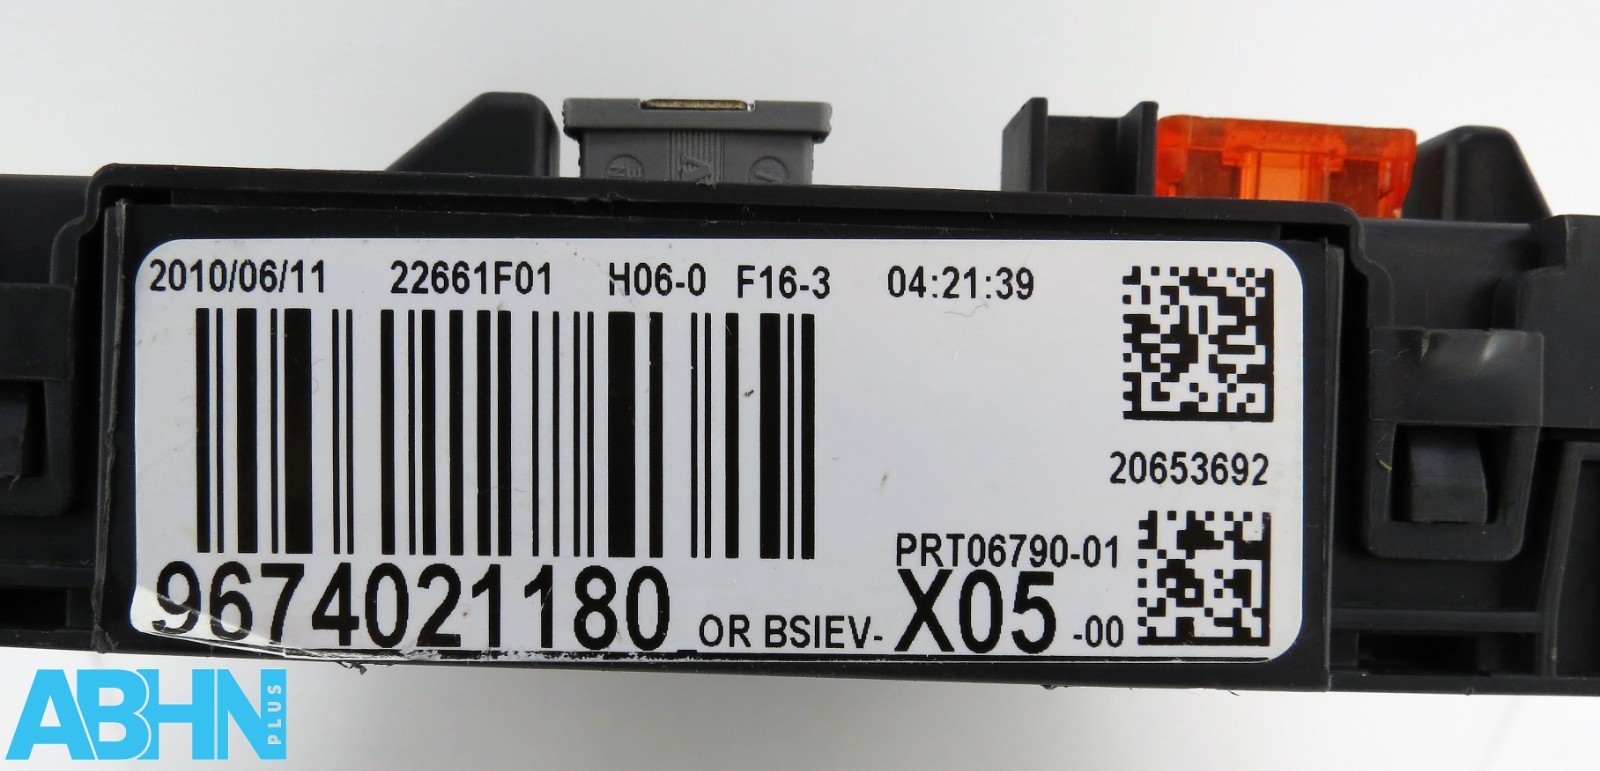 2010/06/11 22661F01 H06-0 F16-3 04:21:39
20653692
PRT06790-01
9674021180 OR BSIEV- X05 -00
ABHN PLUS